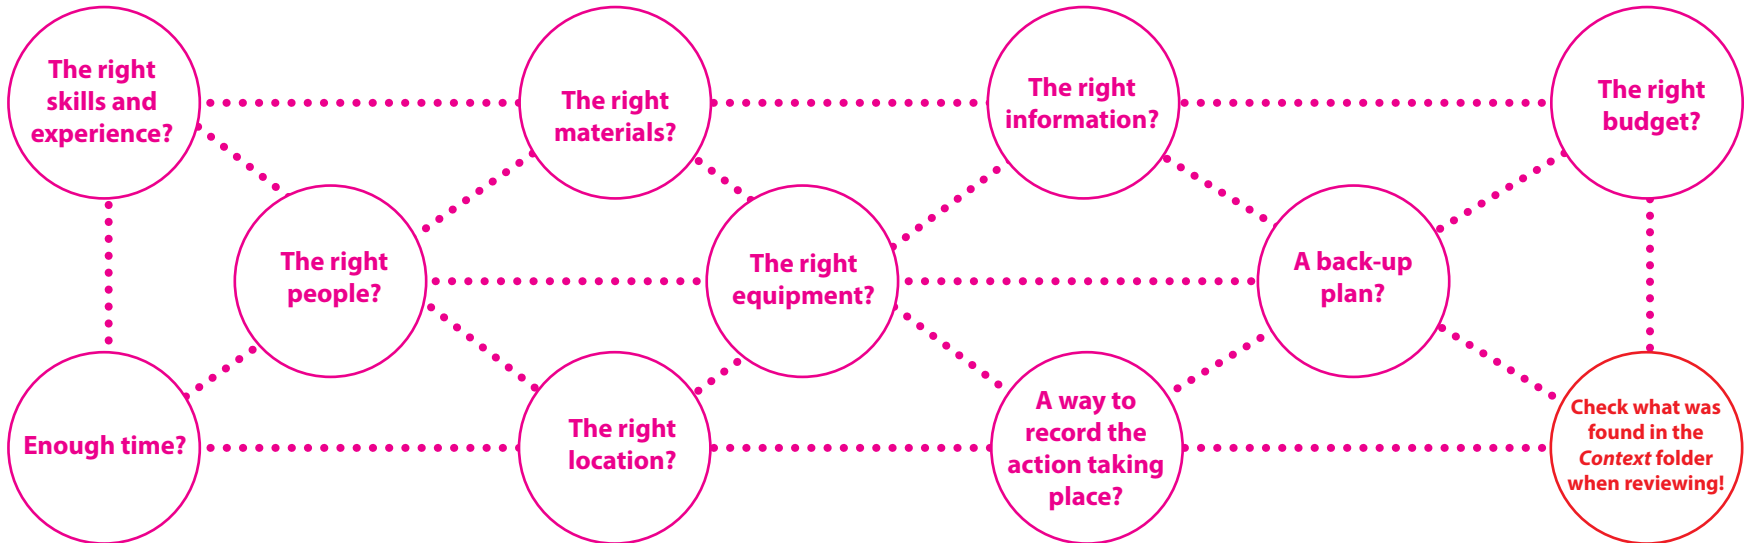 The right
skills and
experience?
The right
materials?
The right
information?
The right
budget?
The right
people?
The right
equipment?
A back-up
plan?
Enough time?
The right
location?
A way to
record the
action taking
place?
Check what was
found in the
Context folder
when reviewing!